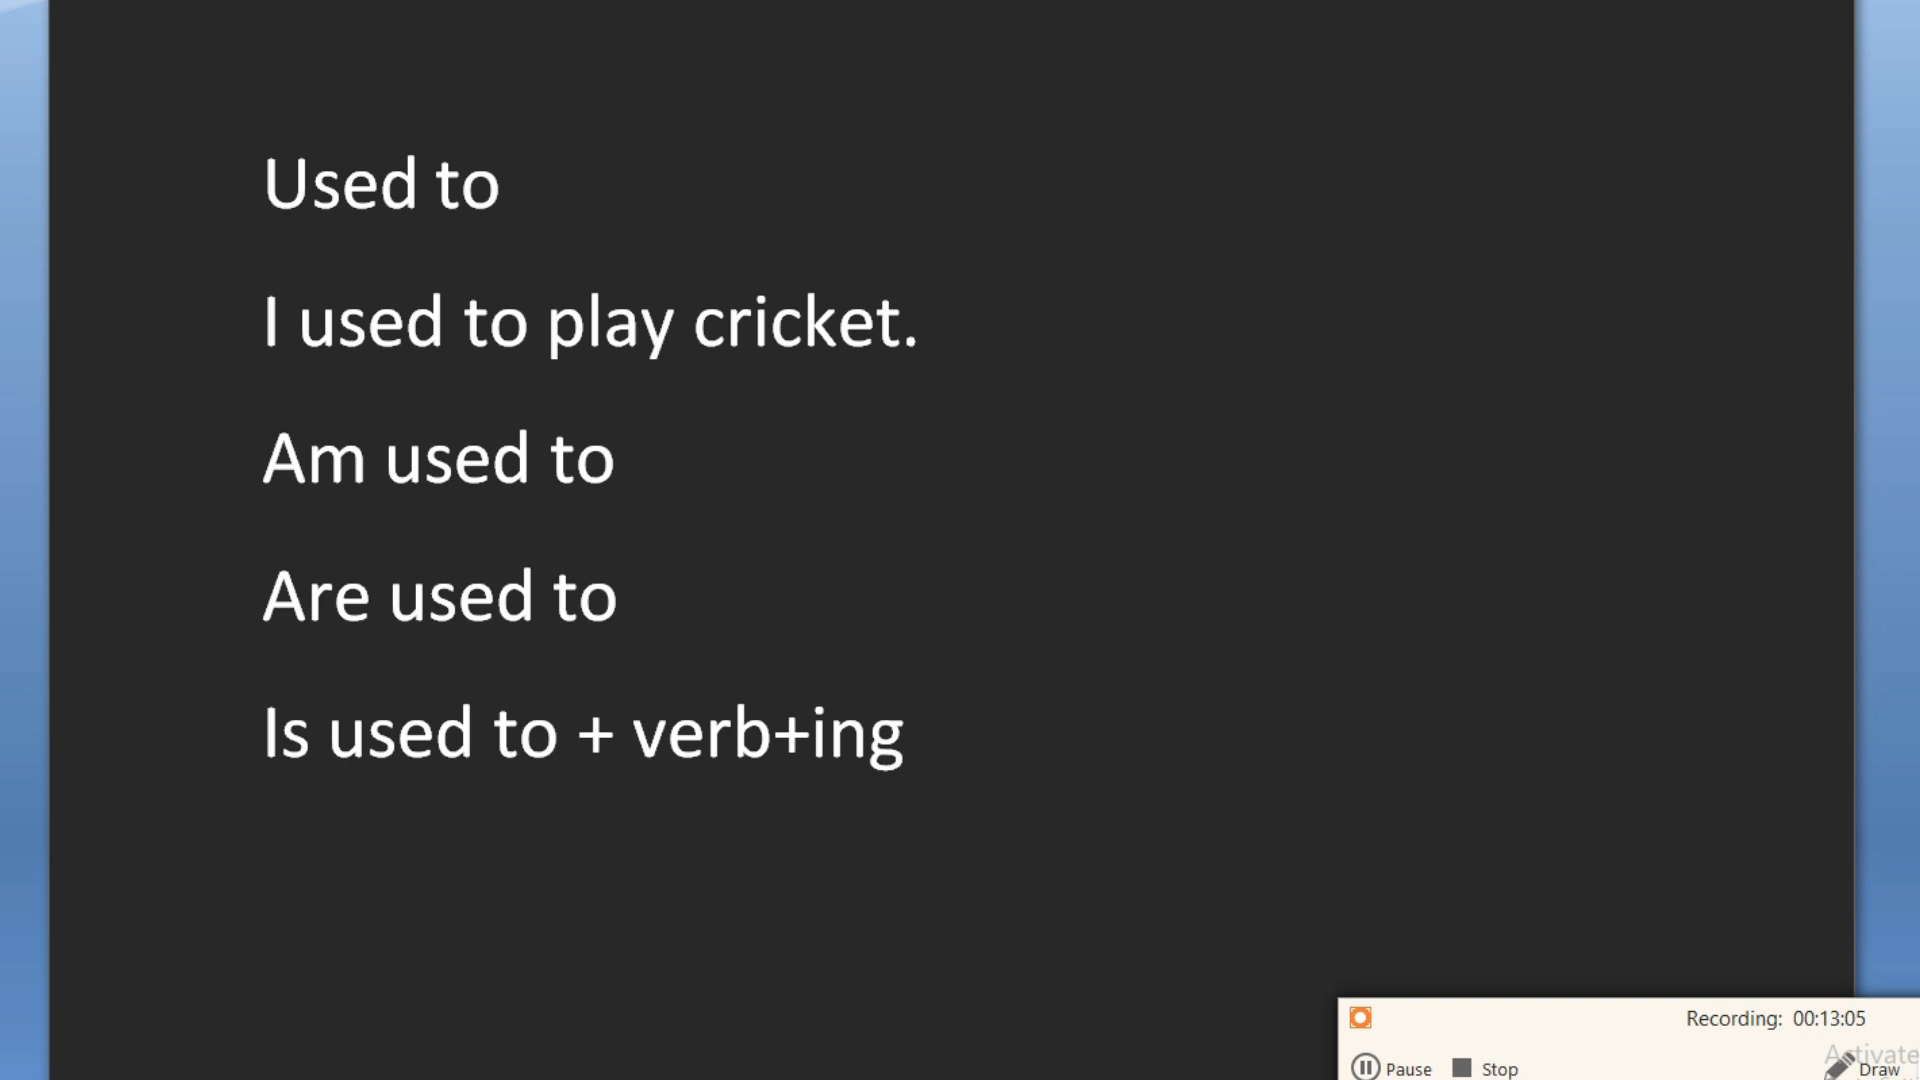 Used to
I used to play cricket.
Am used to
Are used to
Is used to + verb+ing
Recording: 00:13:05
Activate
Pause Stop Draw